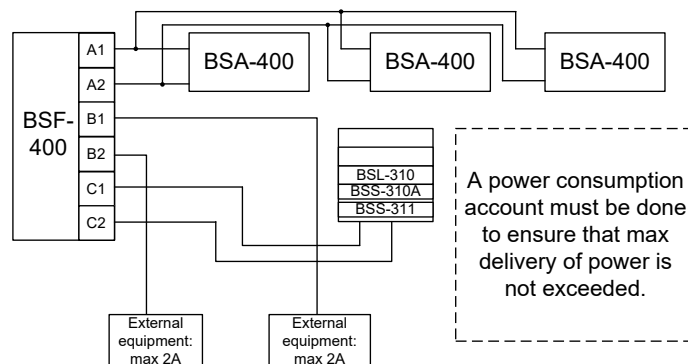 BSF-
400
A1
A2
B1
B2
C1
C2
BSA-400
BSA-400
BSA-400
BSL-310
BSS-310A
BSS-311
A power consumption
account must be done
to ensure that max
delivery of power is
not exceeded.
External
equipment:
max 2A
External
equipment:
max 2A